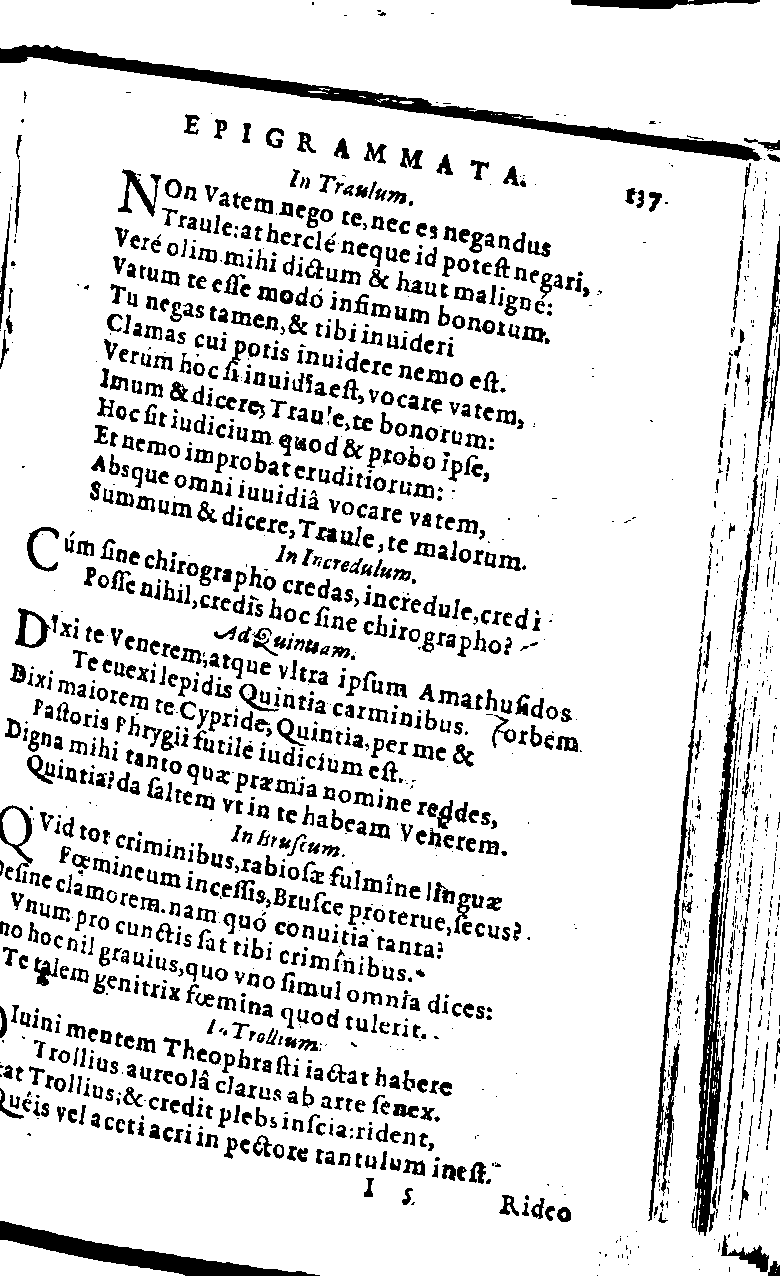 EPIGRAMMATA. 137
In Traulum.
NOn Vatem nego te, nec es negandus
Traule: at herclé neque id potest negari,
Veré olim mihi dictum & haut maligné:
Vatum te esse modó infimum bonorum.
Tu negas tamen, & tibi inuideri
Clamas cui potis inuidere nemo est.
Verúm hoc si inuidia est, vocare vatem,
Imum & dicere, Traule, te bonorum:
Hoc sit iudicium quod & probo ipse,
Et nemo improbat eruditiorum:
Absque omni iuuidiâ vocare vatem,
Summum & dicere, Traule, te malorum.
In Incredulum.
Cúm sine chirographo credas, incredule, credi
Posse nihil, credis hoc sine chirographo?
Ad Quintiam.
DIxi te Venerem, atque vltra ipsum Amathusidos
Te euexi lepidis Quintia carminibus. (orbem
Dixi maiorem te Cypride, Quintia, per me &
Pastoris Phrygii futile iudicium est.
Digna mihi tanto quæ præmia nomine reddes,
Quintia? da saltem vt in te habeam Venerem.
In Bruscum.
QVid tot criminibus, rabiosæ fulmine linguæ
Fœmineum incessis, Brusce proterue, secus?
Desine clamorem. nam quó conuitia tanta?
Vnum pro cunctis sat tibi criminibus.
no hoc nil grauius, quo vno simul omnia dices:
Te talem genitrix fœmina quod tulerit.
In Trollium.
DIuini mentem Theophrasti iactat habere
Trollius aureolâ clarus ab arte senex.
tat Trollius; & credit plebs inscia: rident,
Quéis vel aceti acri in pectore tantulum inest.
I 5 Rideo